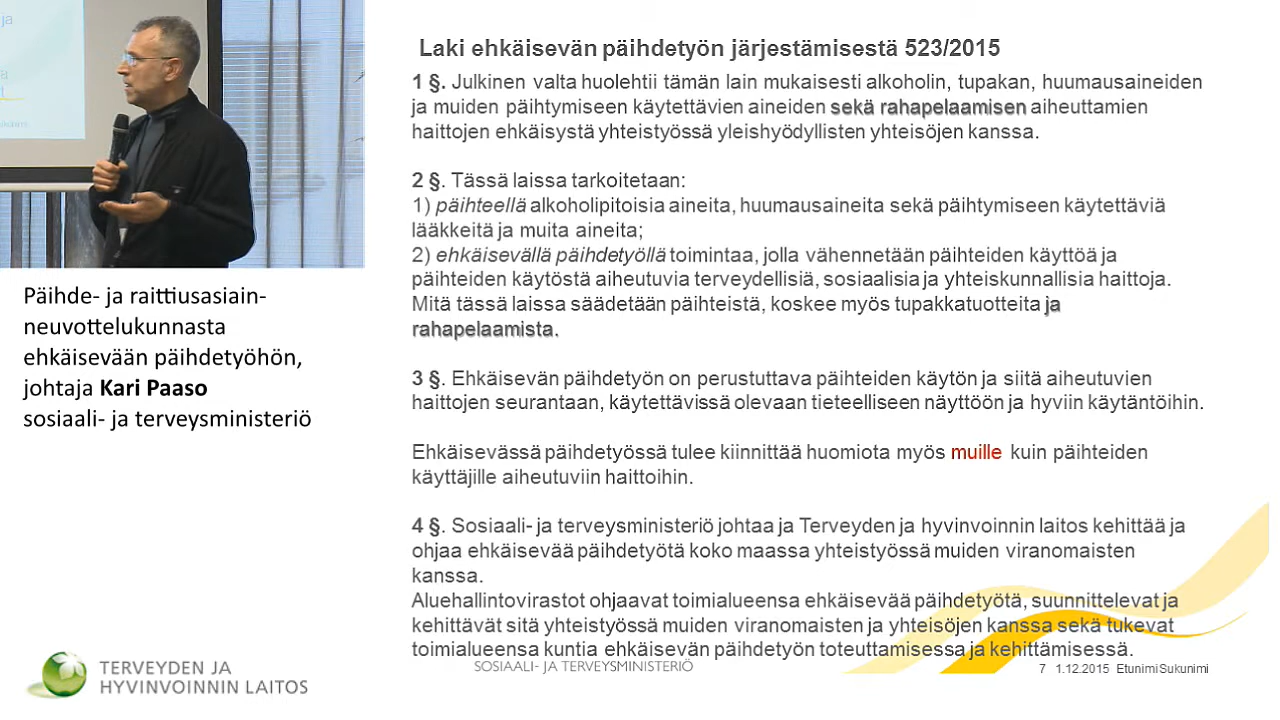 Päihde- ja raittiusasiain-
neuvottelukunnasta
ehkäisevään päihdetyöhön,
johtaja Kari Paaso
sosiaali- ja terveysministeriö
TERVEYDEN JA
HYVINVOINNIN LAITOS
Laki ehkäisevän päihdetyön järjestämisestä 523/2015
1 §. Julkinen valta huolehtii tämän lain mukaisesti alkoholin, tupakan, huumausaineiden
ja muiden päihtymiseen käytettävien aineiden sekä rahapelaamisen aiheuttamien
haittojen ehkäisystä yhteistyössä yleishyödyllisten yhteisöjen kanssa.
2 §. Tässä laissa tarkoitetaan:
1) päihteellä alkoholipitoisia aineita, huumausaineita sekä päihtymiseen käytettäviä
lääkkeitä ja muita aineita;
2) ehkäisevällä päihdetyöllä toimintaa, jolla vähennetään päihteiden käyttöä ja
päihteiden käytöstä aiheutuvia terveydellisiä, sosiaalisia ja yhteiskunnallisia haittoja.
Mitä tässä laissa säädetään päihteistä, koskee myös tupakkatuotteita ja
rahapelaamista.
3 §. Ehkäisevän päihdetyön on perustuttava päihteiden käytön ja siitä aiheutuvien
haittojen seurantaan, käytettävissä olevaan tieteelliseen näyttöön ja hyviin käytäntöihin.
Ehkäisevässä päihdetyössä tulee kiinnittää huomiota myös muille kuin päihteiden
käyttäjille aiheutuviin haittoihin.
4 §. Sosiaali- ja terveysministeriö johtaa ja Terveyden ja hyvinvoinnin laitos kehittää ja
ohjaa ehkäisevää päihdetyötä koko maassa yhteistyössä muiden viranomaisten
kanssa.
Aluehallintovirastot ohjaavat toimialueensa ehkäisevää päihdetyötä, suunnittelevat ja
kehittävät sitä yhteistyössä muiden viranomaisten ja yhteisöjen kanssa sekä tukevat
toimialueensa kuntia ehkäisevän päihdetyön toteuttamisessa ja kehittämisessä.
SOSIAALI- JA TERVEYSMINISTERIÖ
7 1.12.2015 Etunimi Sukunimi